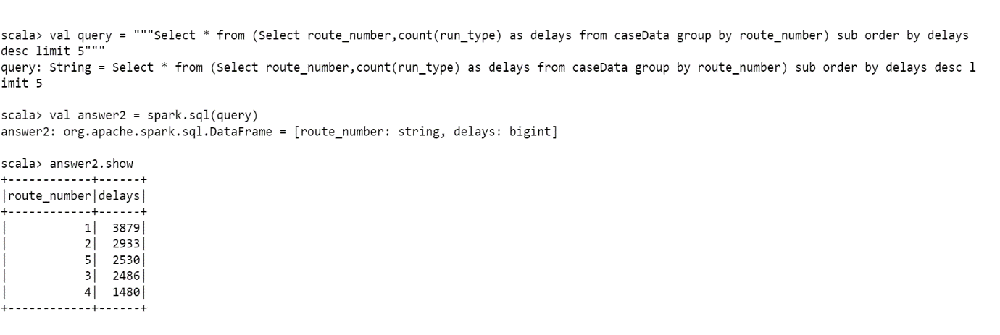 scala> val query = """Select * from (Select route_number,count(run_type) as delays from caseData group by route_number) sub order by delays
desc limit 5"""
query: String = Select * from (Select route_number,count(run_type) as delays from caseData group by route_number) sub order by delays desc l
imit 5
scala> val answer2 = spark.sql(query)
answer2: org.apache.spark.sql.DataFrame = [route_number: string, delays: bigint]
scala> answer2.show
+------------+------+
|route_number|delays|
+------------+------+
|           1|  3879|
|           2|  2933|
|           5|  2530|
|           3|  2486|
|           4|  1480|
+------------+------+